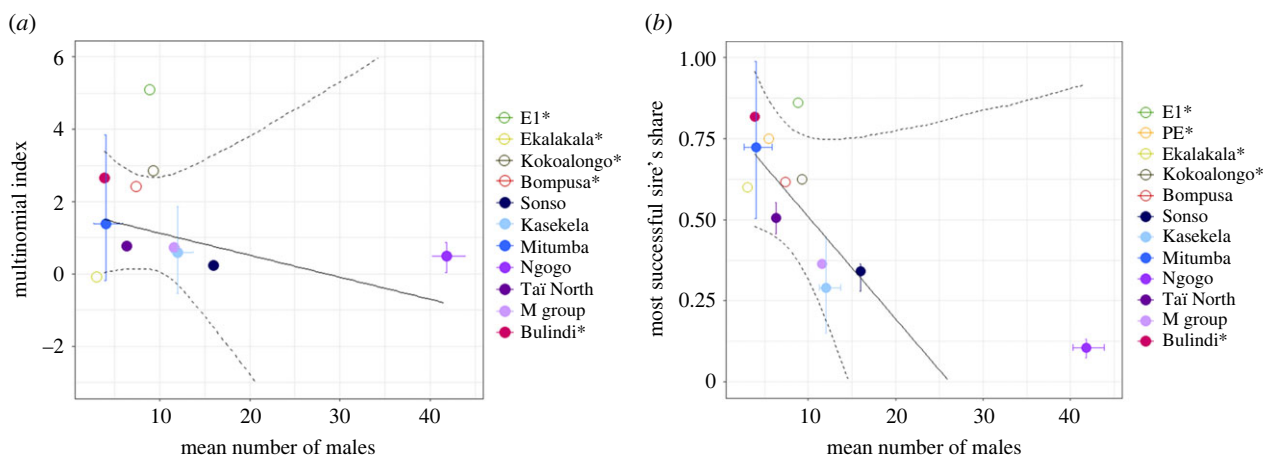 (a)
multinomial index
6
4
2
0
−2
10
20
30
40
mean number of males
E1*
Ekalakala*
Kokoalongo*
Bompusa*
Sonso
Kasekela
Mitumba
Ngogo
Taï North
M group
Bulindi*
(b)
most successful sire's share
1.00
0.75
0.50
0.25
0
10
20
30
40
mean number of males
E1*
PE*
Ekalakala*
Kokoalongo*
Bompusa
Sonso
Kasekela
Mitumba
Ngogo
Taï North
M group
Bulindi*